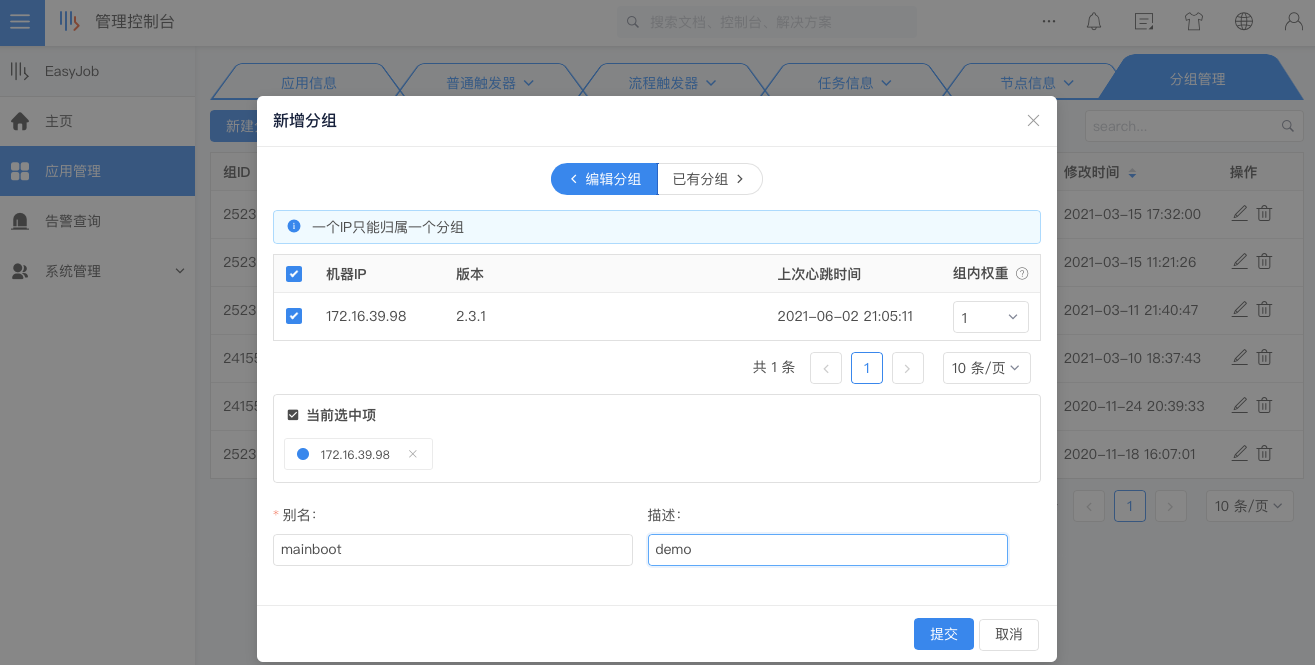 管理控制台
搜索文档、控制台、解决方案
EasyJob
主页
应用管理
告警查询
系统管理
应用信息
普通触发器
流程触发器
任务信息
节点信息
分组管理
新建
search...
组ID
修改时间
操作
2523
2021-03-15 17:32:00
2523
2021-03-15 11:21:26
2523
2021-03-11 21:40:47
2415
2021-03-10 18:37:43
2415
2020-11-24 20:39:33
2523
2020-11-18 16:07:01
1
10 条/页
新增分组
编辑分组
已有分组
一个IP只能归属一个分组
机器IP 版本 上次心跳时间 组内权重
172.16.39.98 2.3.1 2021-06-02 21:05:11 1
共 1 条 1 10 条/页
当前选中项
172.16.39.98
* 别名:
描述:
mainboot
demo
提交
取消